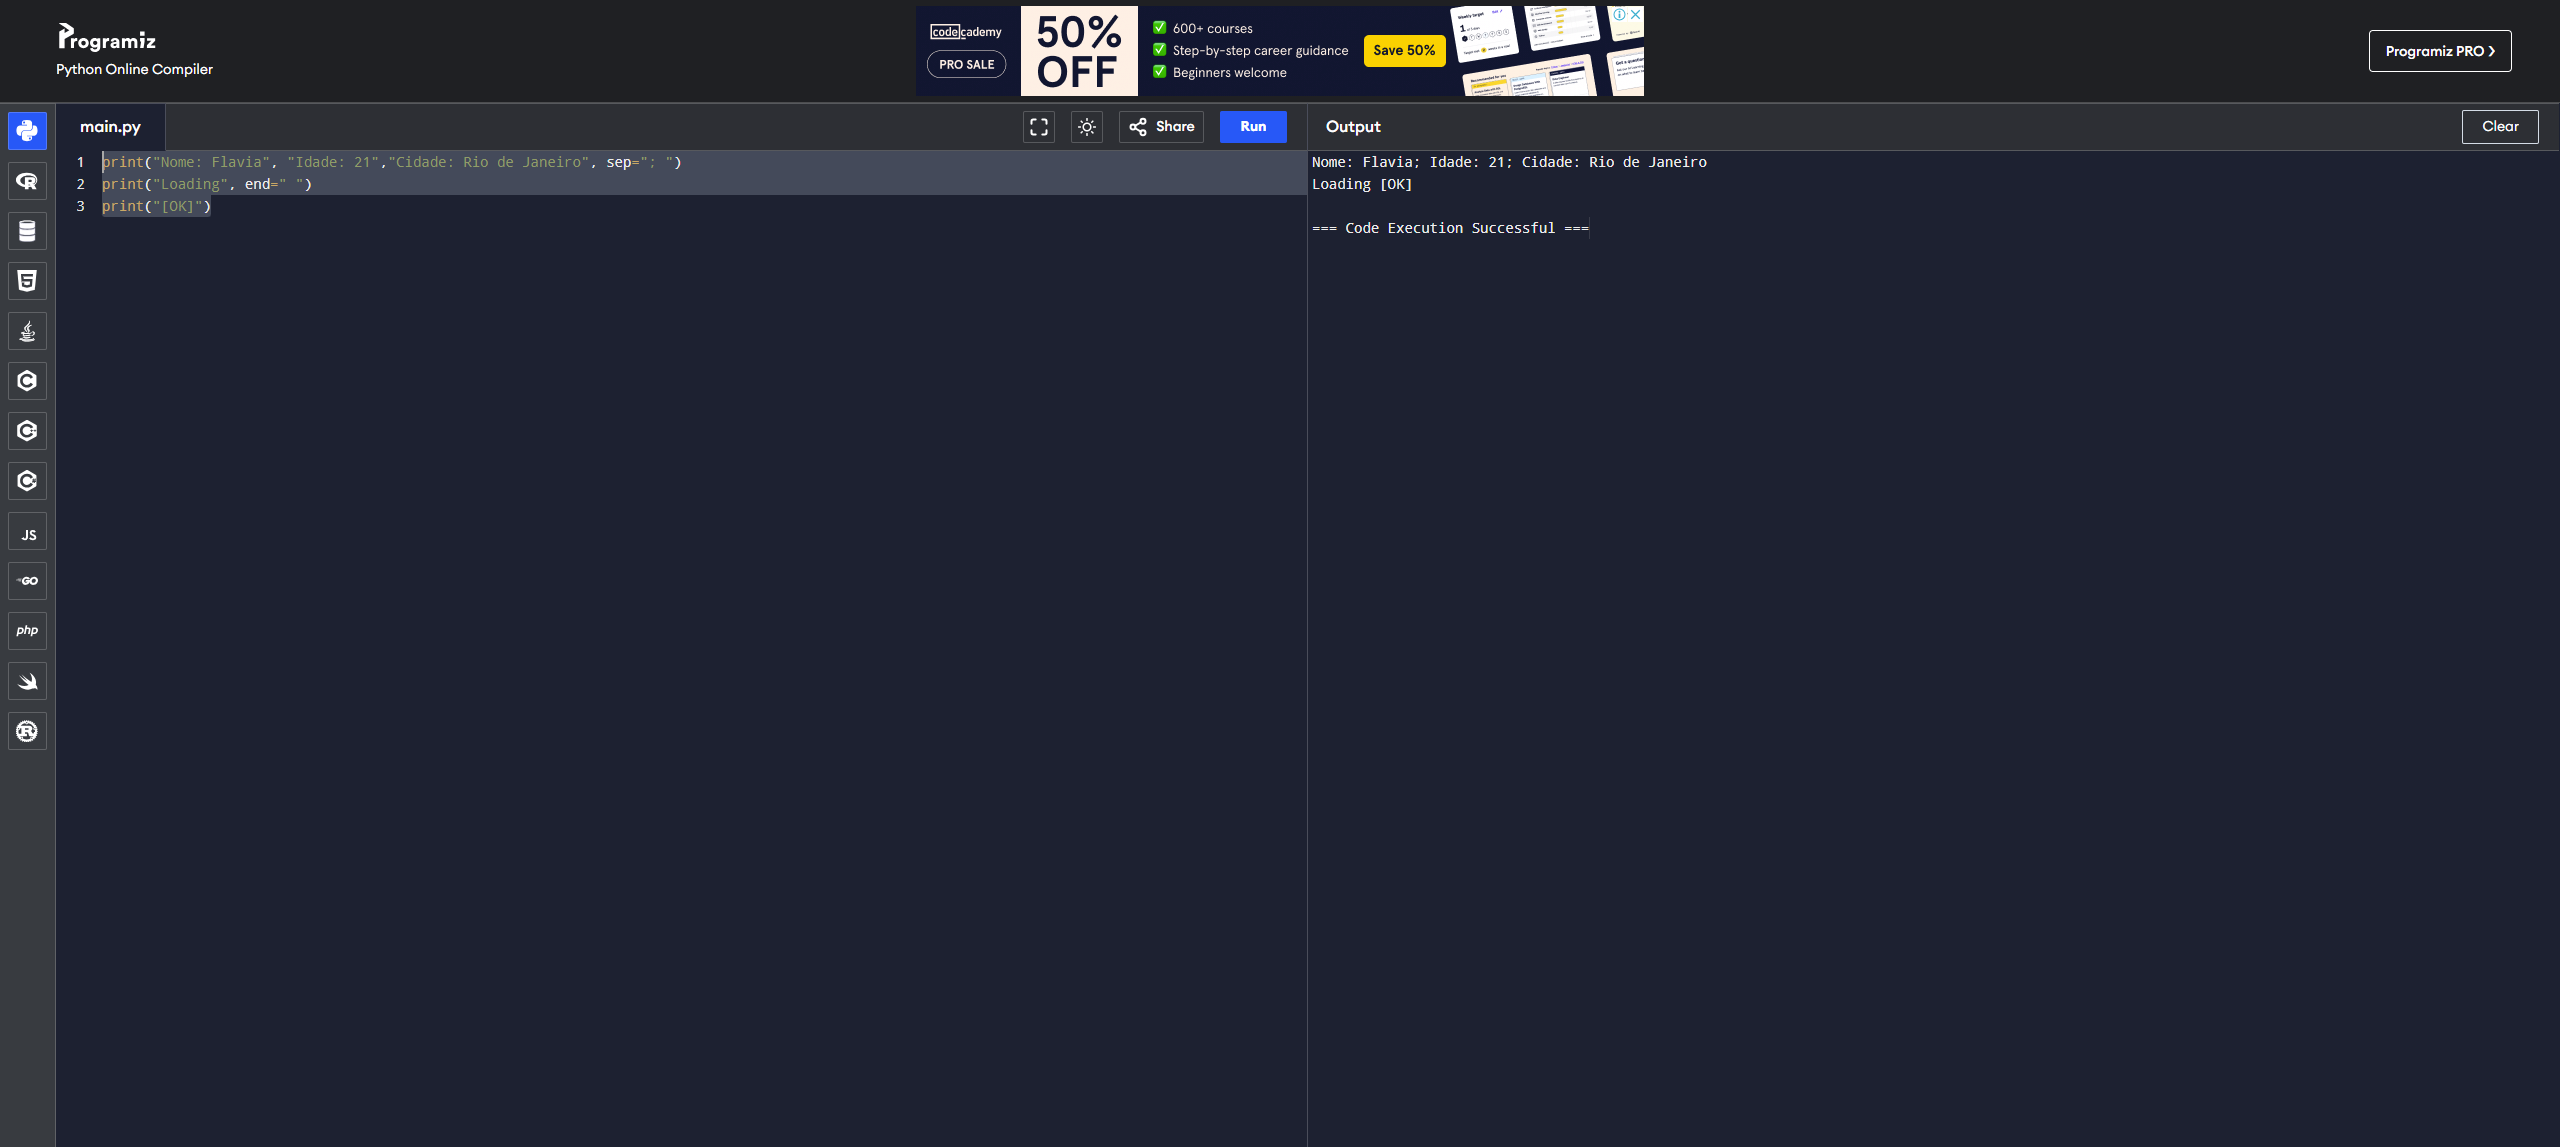 Programiz
Python Online Compiler
codecademy
PRO SALE
50%
OFF
600+ courses
Step-by-step career guidance
Beginners welcome
Save 50%
Programiz PRO
main.py
Share
Run
Output
Clear
1 print("Nome: Flavia", "Idade: 21","Cidade: Rio de Janeiro", sep="; ")
2 print("Loading", end=" ")
3 print("[OK]")
Nome: Flavia; Idade: 21; Cidade: Rio de Janeiro
Loading [OK]
=== Code Execution Successful ===
JS
GO
php